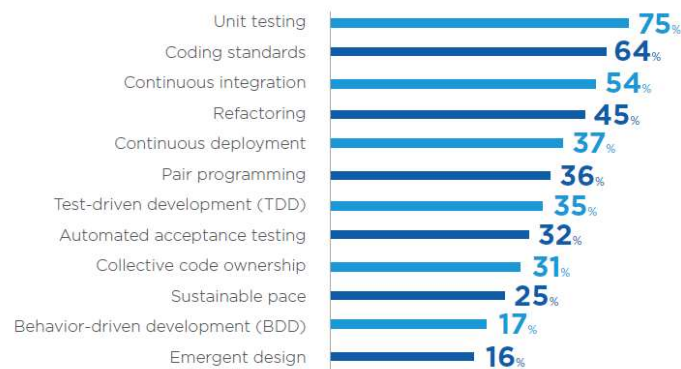 Unit testing 75%
Coding standards 64%
Continuous integration 54%
Refactoring 45%
Continuous deployment 37%
Pair programming 36%
Test-driven development (TDD) 35%
Automated acceptance testing 32%
Collective code ownership 31%
Sustainable pace 25%
Behavior-driven development (BDD) 17%
Emergent design 16%